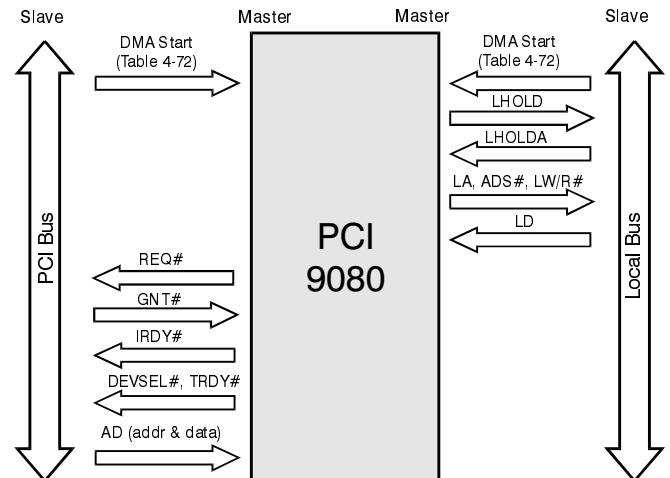 Slave Master Master Slave
DMA Start
(Table 4-72)
DMA Start
(Table 4-72)
LHOLD
LHOLDA
LA, ADS#, LW/R#
LD
PCI Bus
PCI
9080
Local Bus
REQ#
GNT#
IRDY#
DEVSEL#, TRDY#
AD (addr & data)